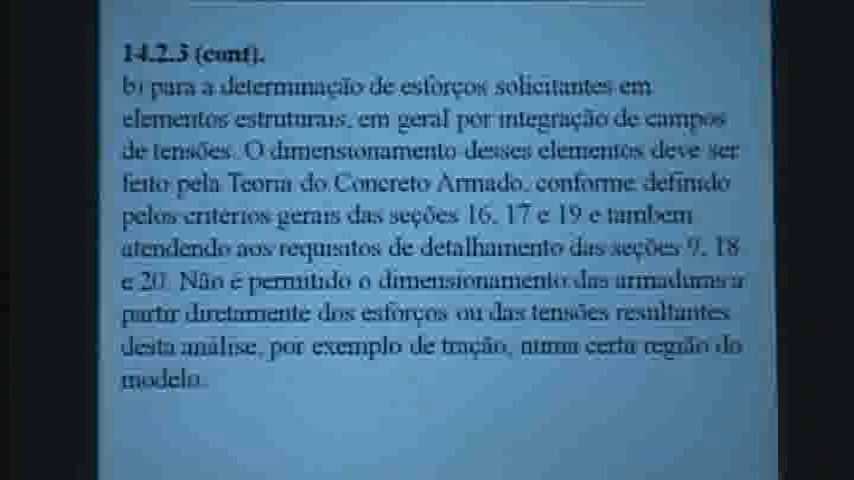 14.2.3 (cont).
b) para a determinação de esforços solicitantes em
elementos estruturais, em geral por integração de campos
de tensões. O dimensionamento desses elementos deve ser
feito pela Teoria do Concreto Armado, conforme definido
pelos critérios gerais das seções 16, 17 e 19 e também
atendendo aos requisitos de detalhamento das seções 9, 18
e 20. Não é permitido o dimensionamento das armaduras a
partir diretamente dos esforços ou das tensões resultantes
desta análise, por exemplo de tração, numa certa região do
modelo.